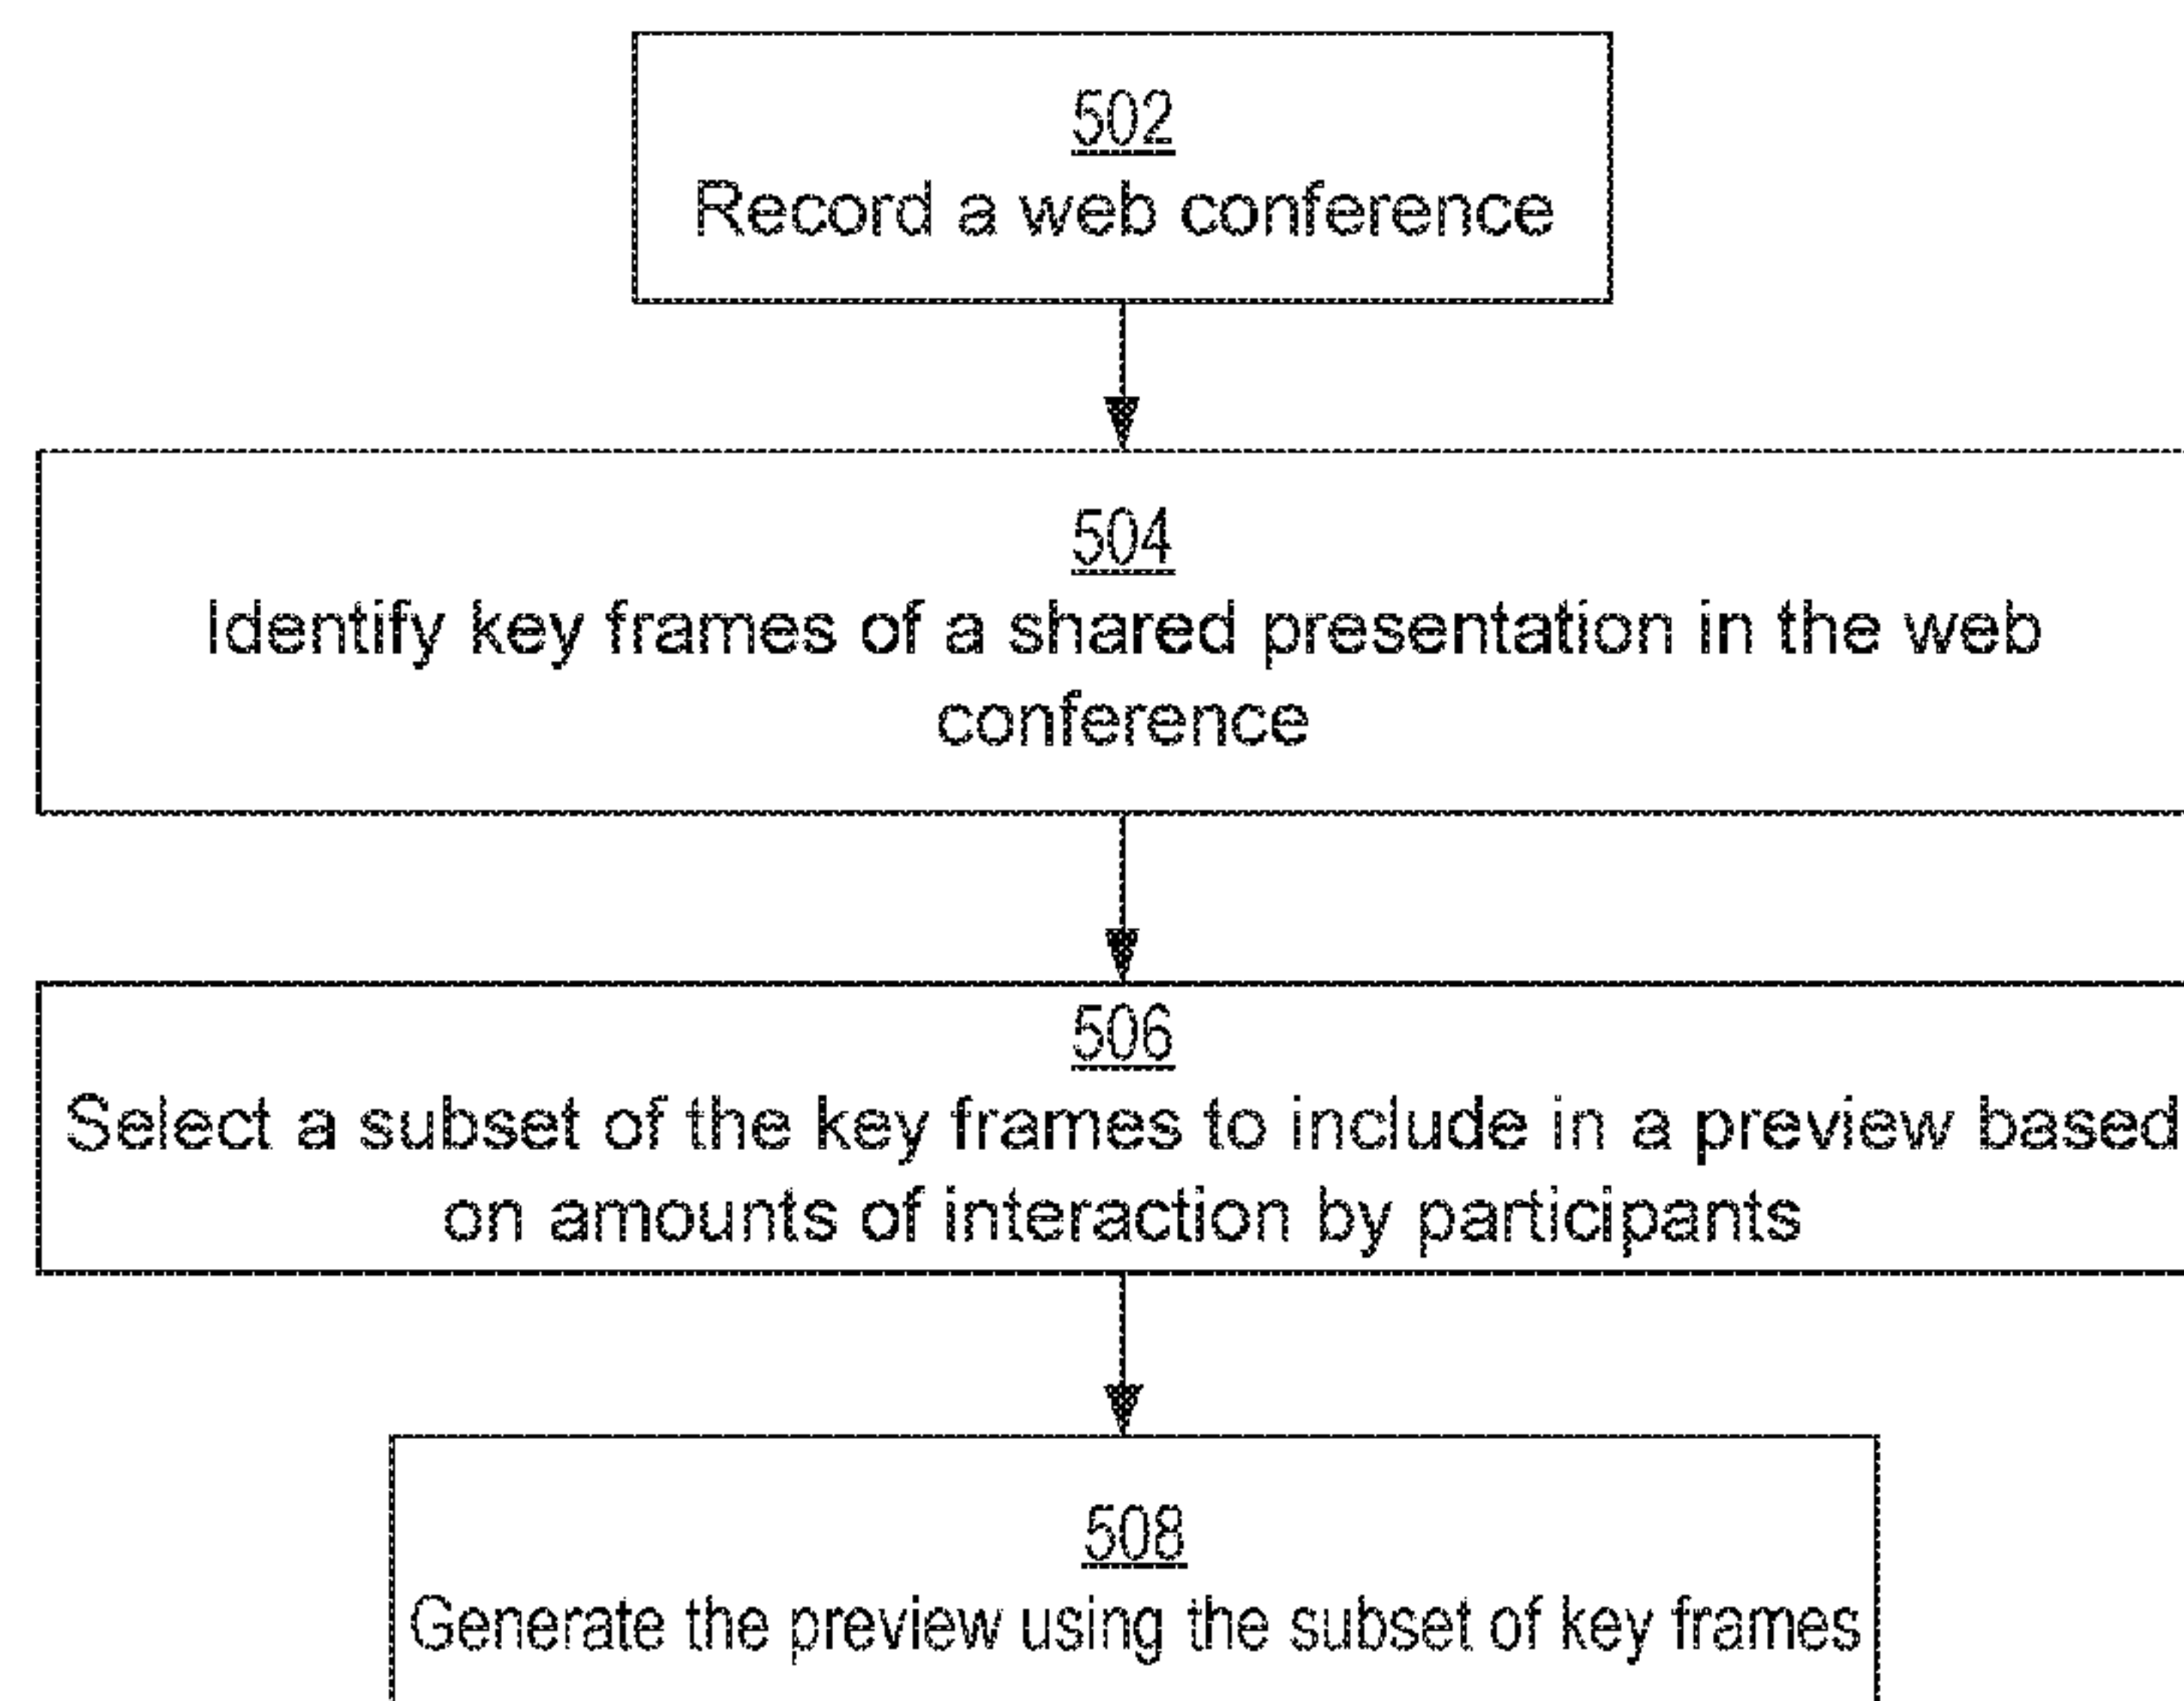 502
Record a web conference
504
Identify key frames of a shared presentation in the web
conference
506
Select a subset of the key frames to include in a preview based
on amounts of interaction by participants
508
Generate the preview using the subset of key frames